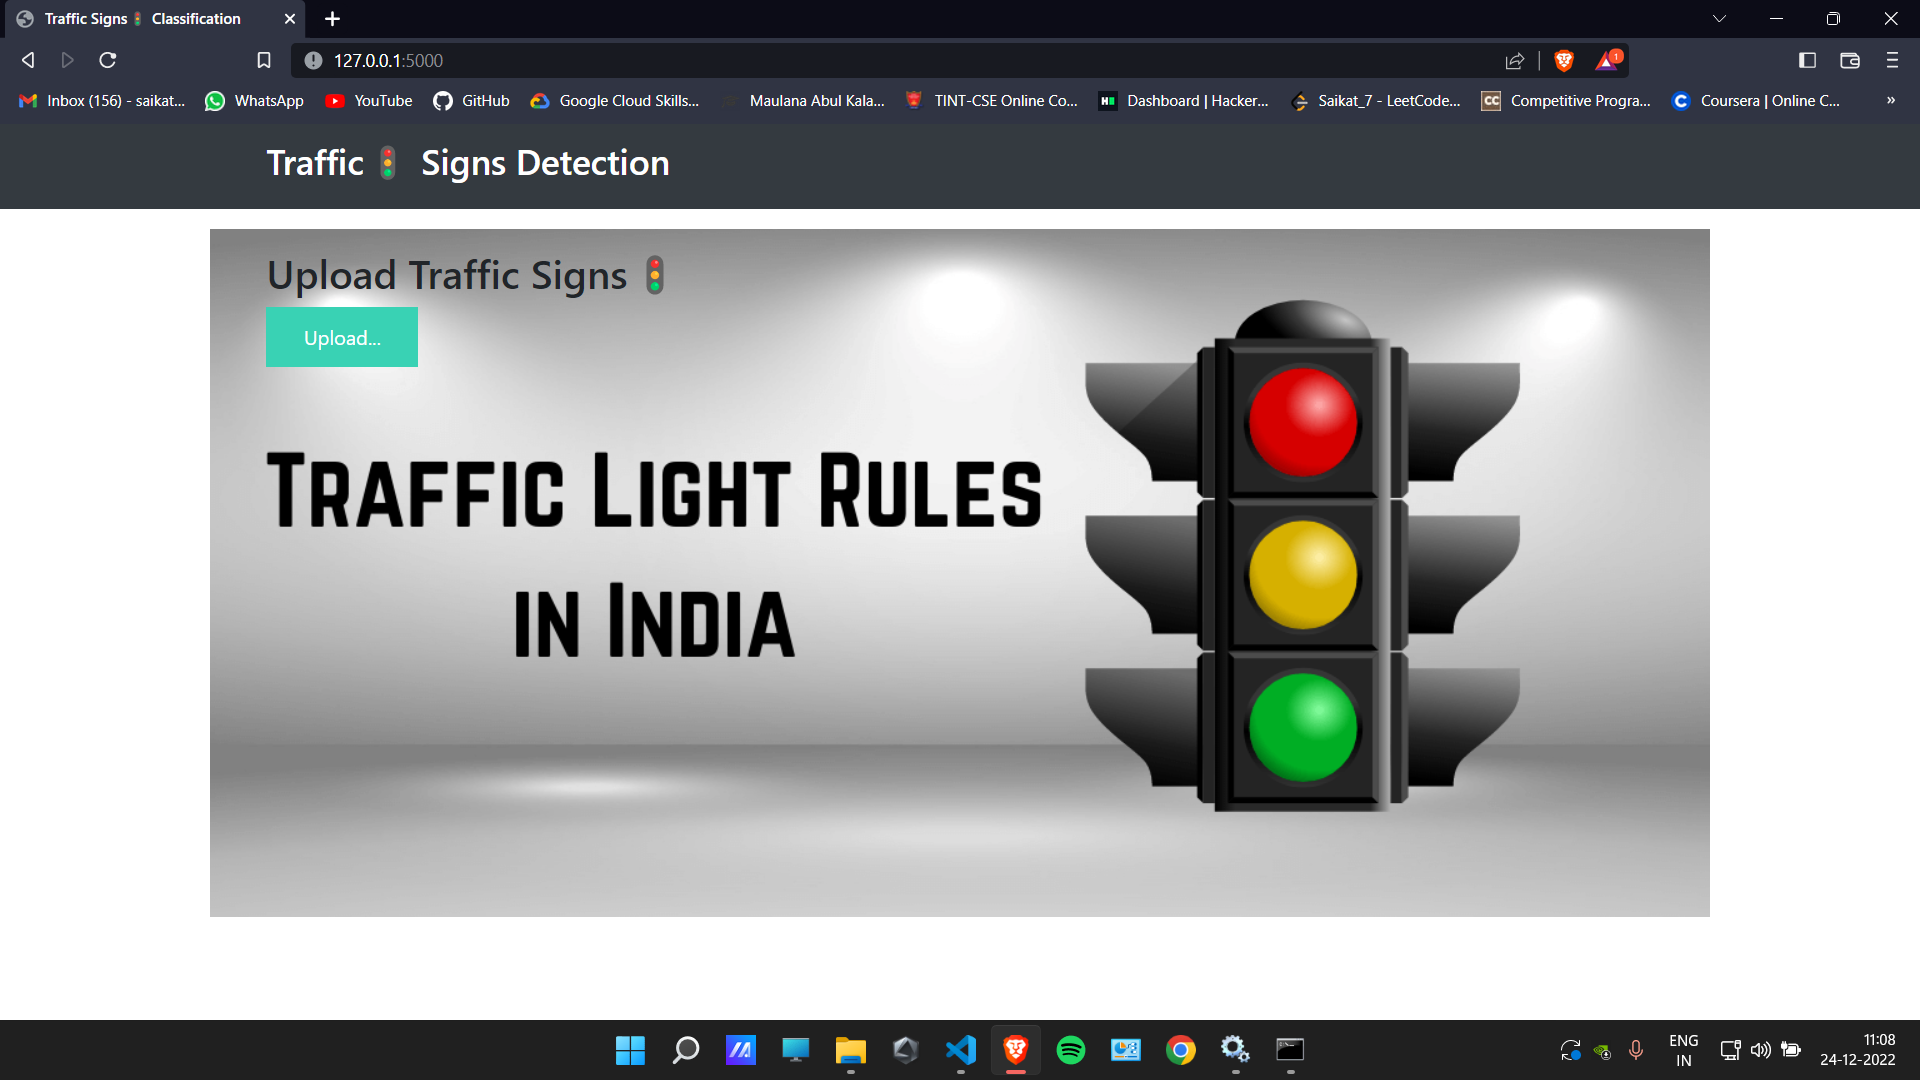 Traffic Signs🚦 Classification
127.0.0.1:5000
1
Inbox (156) - saikat... WhatsApp YouTube GitHub Google Cloud Skills... Maulana Abul Kala... TINT-CSE Online Co... Dashboard | Hacker... Saikat_7 - LeetCode... CC Competitive Progra... Coursera | Online C... »
Traffic🚦 Signs Detection
Upload Traffic Signs 🚦
Upload...
Traffic Light Rules
in India
ENG 11:08
IN 24-12-2022